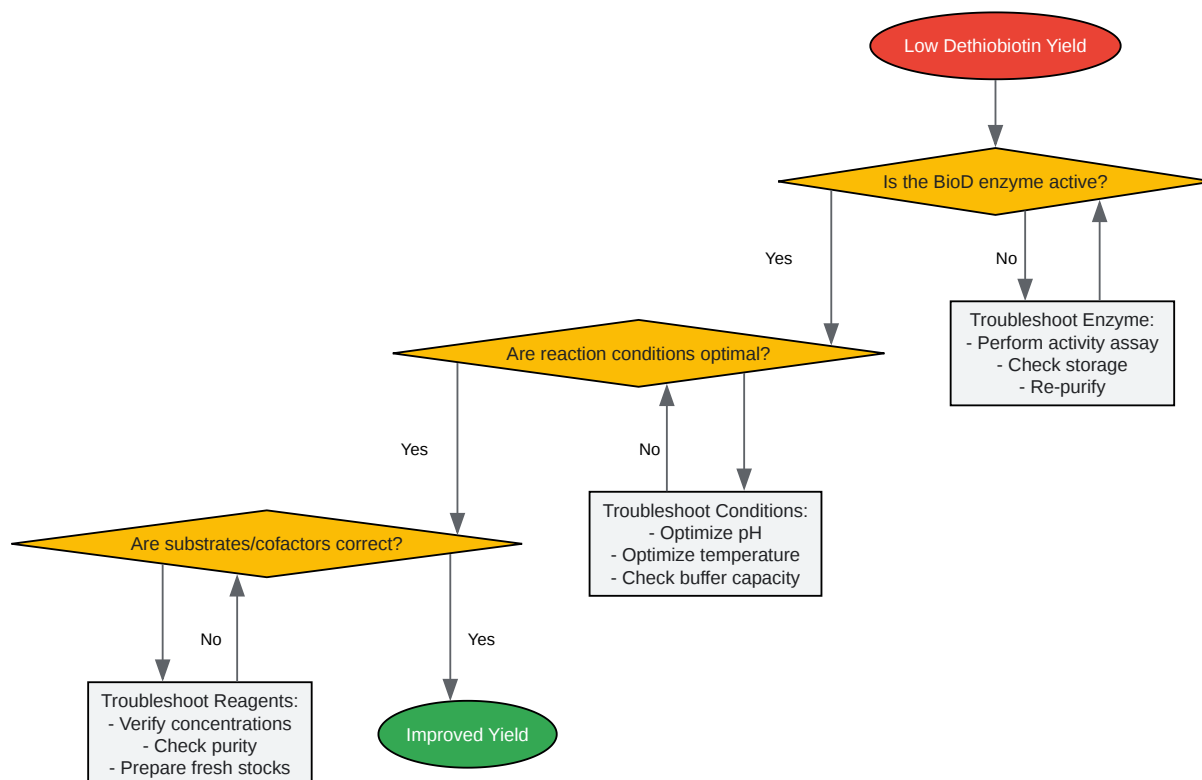 Low Dethiobiotin Yield
Is the BioD enzyme active?
Yes
No
Troubleshoot Enzyme:
- Perform activity assay
- Check storage
- Re-purify
Are reaction conditions optimal?
Yes
No
Troubleshoot Conditions:
- Optimize pH
- Optimize temperature
- Check buffer capacity
Are substrates/cofactors correct?
No
Yes
Troubleshoot Reagents:
- Verify concentrations
- Check purity
- Prepare fresh stocks
Improved Yield